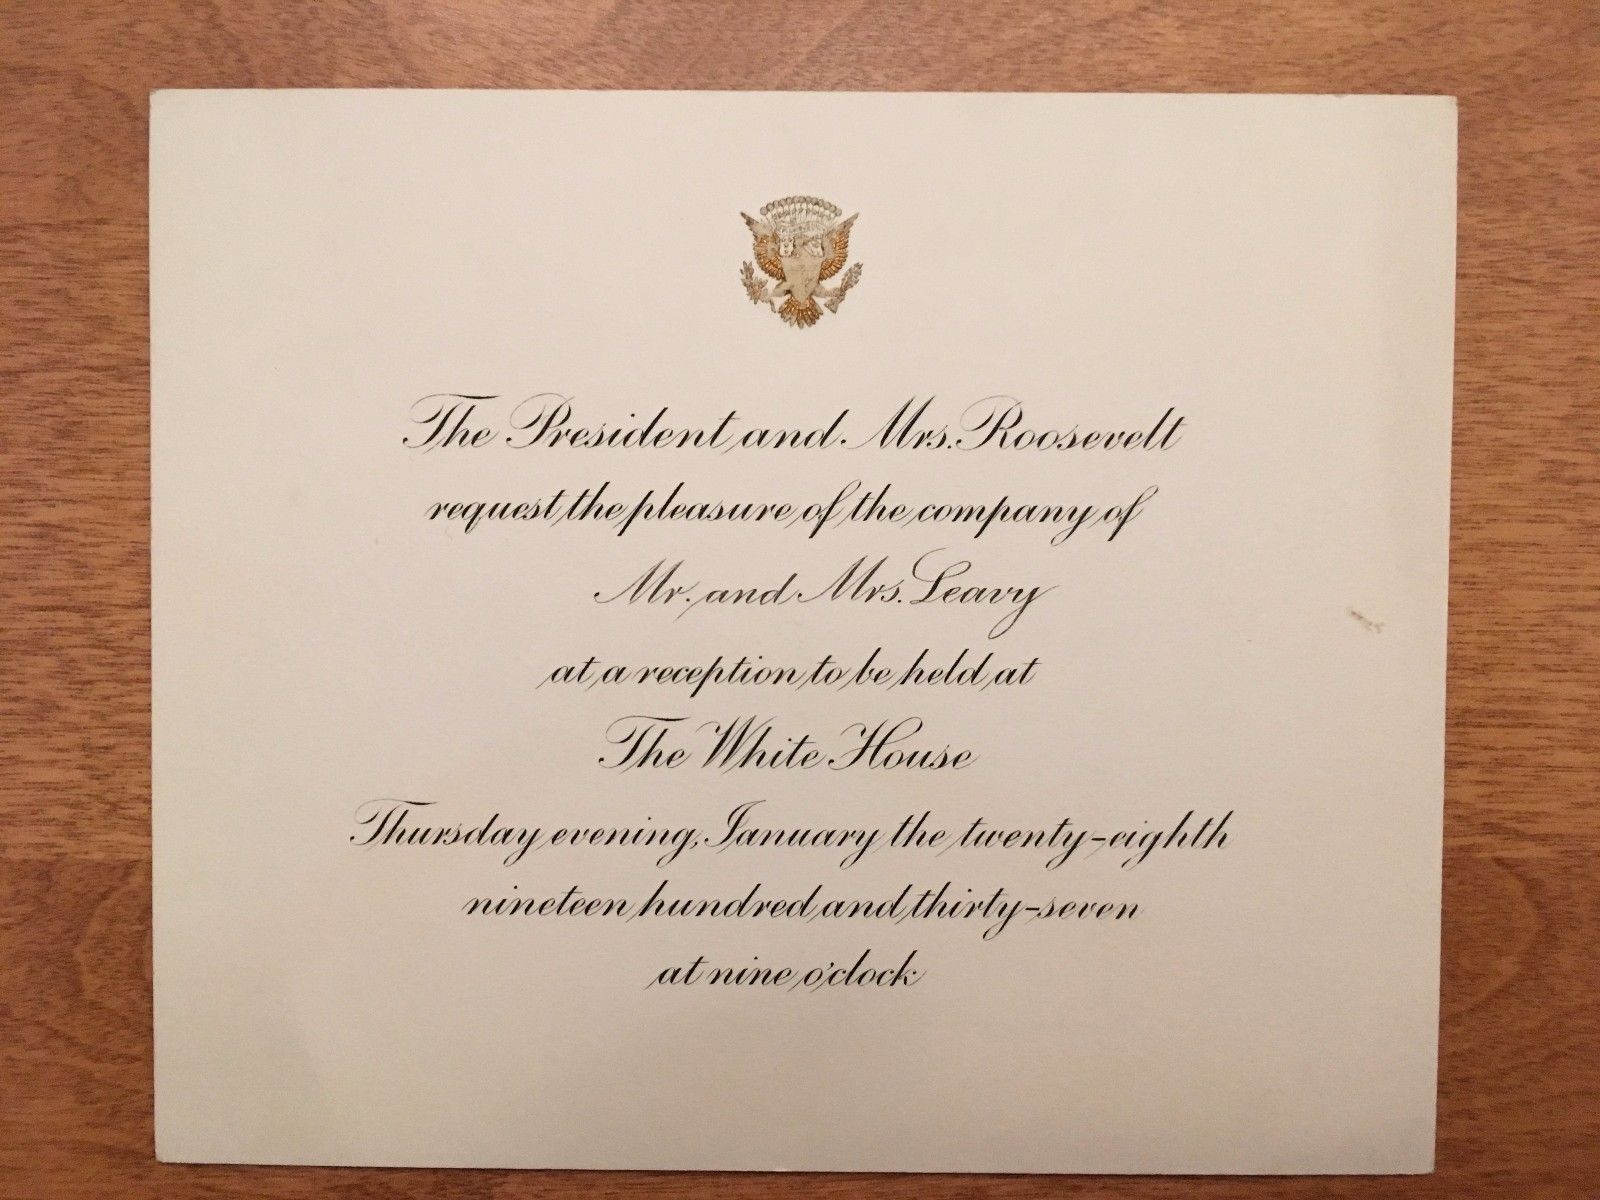 The President and Mrs. Roosevelt
request the pleasure of the company of
Mr. and Mrs. Leavy
at a reception to be held at
The White House
Thursday evening, January the twenty-eighth
nineteen hundred and thirty-seven
at nine o'clock